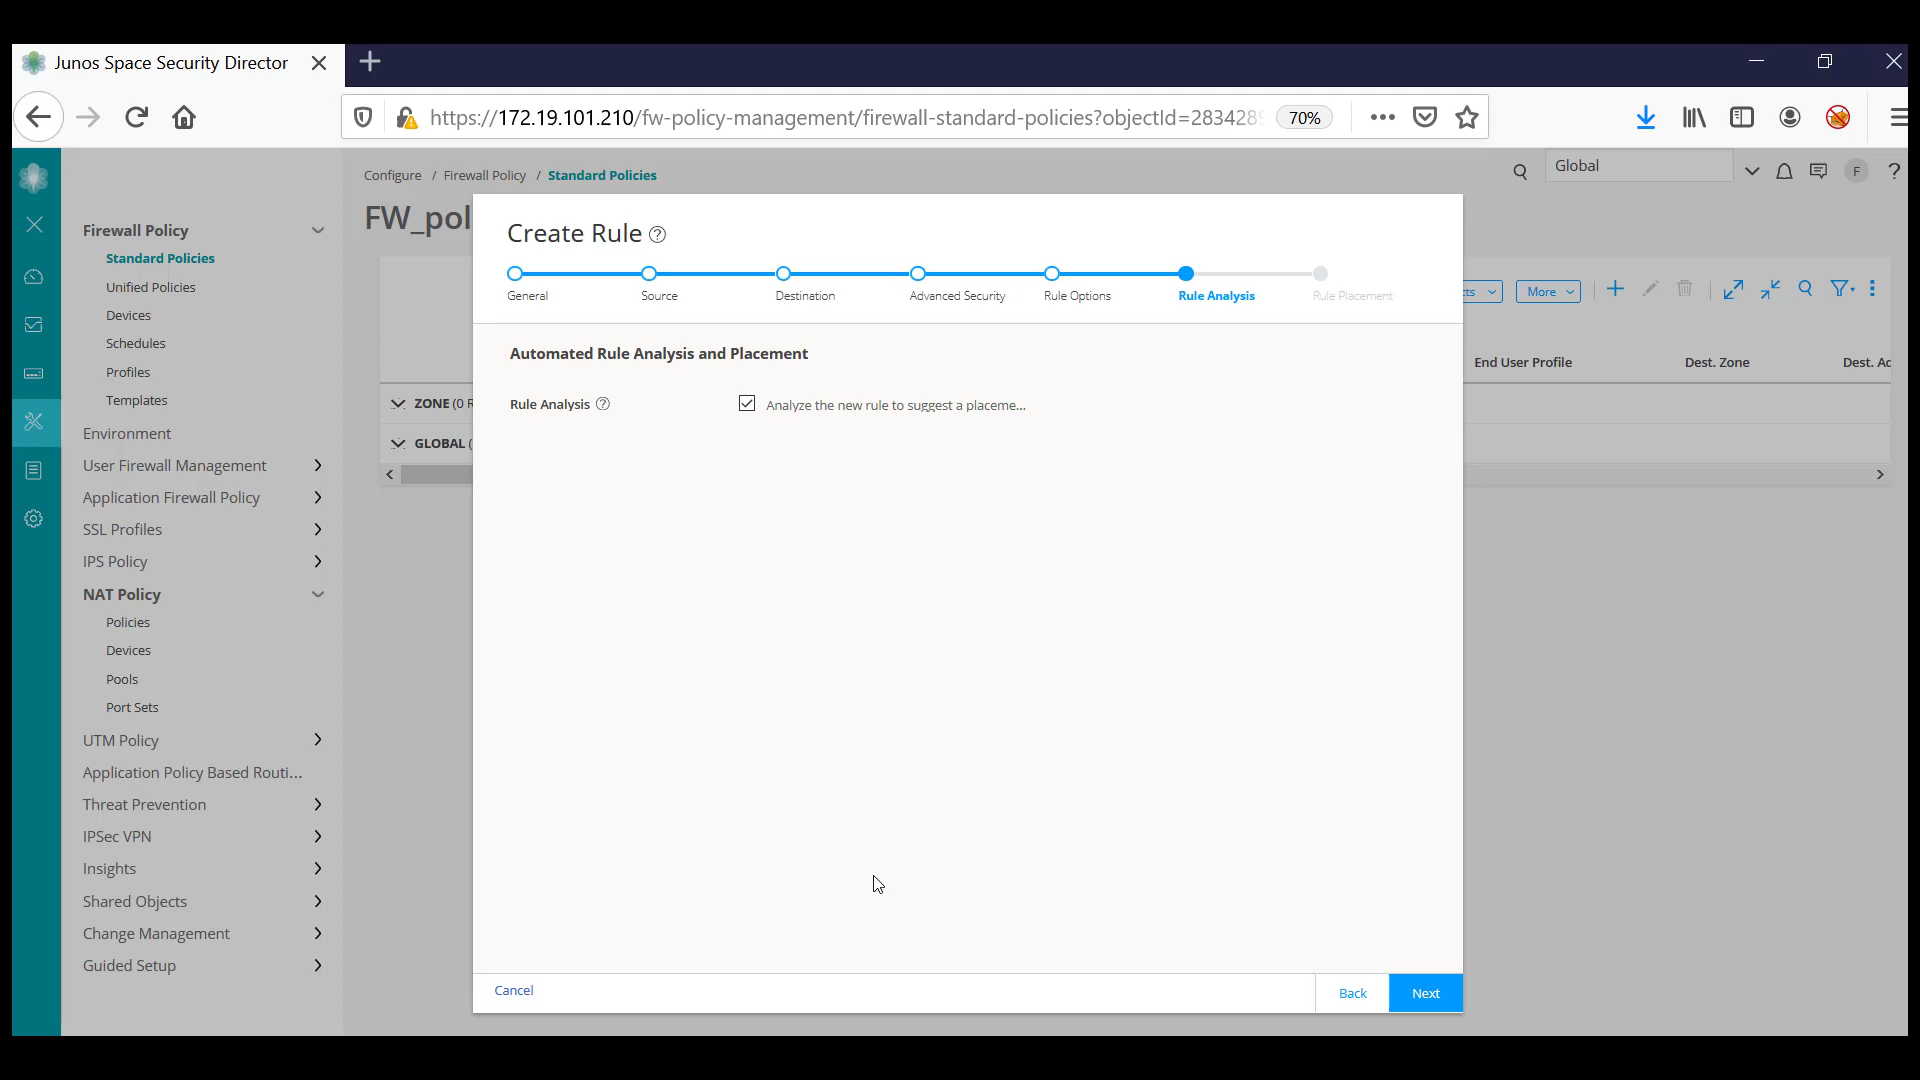 Junos Space Security Director
https://172.19.101.210/fw-policy-management/firewall-standard-policies?objectId=283428
70%
Configure / Firewall Policy / Standard Policies
Global
F
?
FW_pol
Firewall Policy
Standard Policies
Unified Policies
Devices
Schedules
Profiles
Templates
Environment
User Firewall Management
Application Firewall Policy
SSL Profiles
IPS Policy
NAT Policy
Policies
Devices
Pools
Port Sets
UTM Policy
Application Policy Based Routi...
Threat Prevention
IPSec VPN
Insights
Shared Objects
Change Management
Guided Setup
Create Rule ?
General
Source
Destination
Advanced Security
Rule Options
Rule Analysis
Rule Placement
cts
More
End User Profile
Dest. Zone
Dest. Ad
ZONE (0 R
GLOBAL (
Automated Rule Analysis and Placement
Rule Analysis ?
Analyze the new rule to suggest a placeme...
Cancel
Back
Next